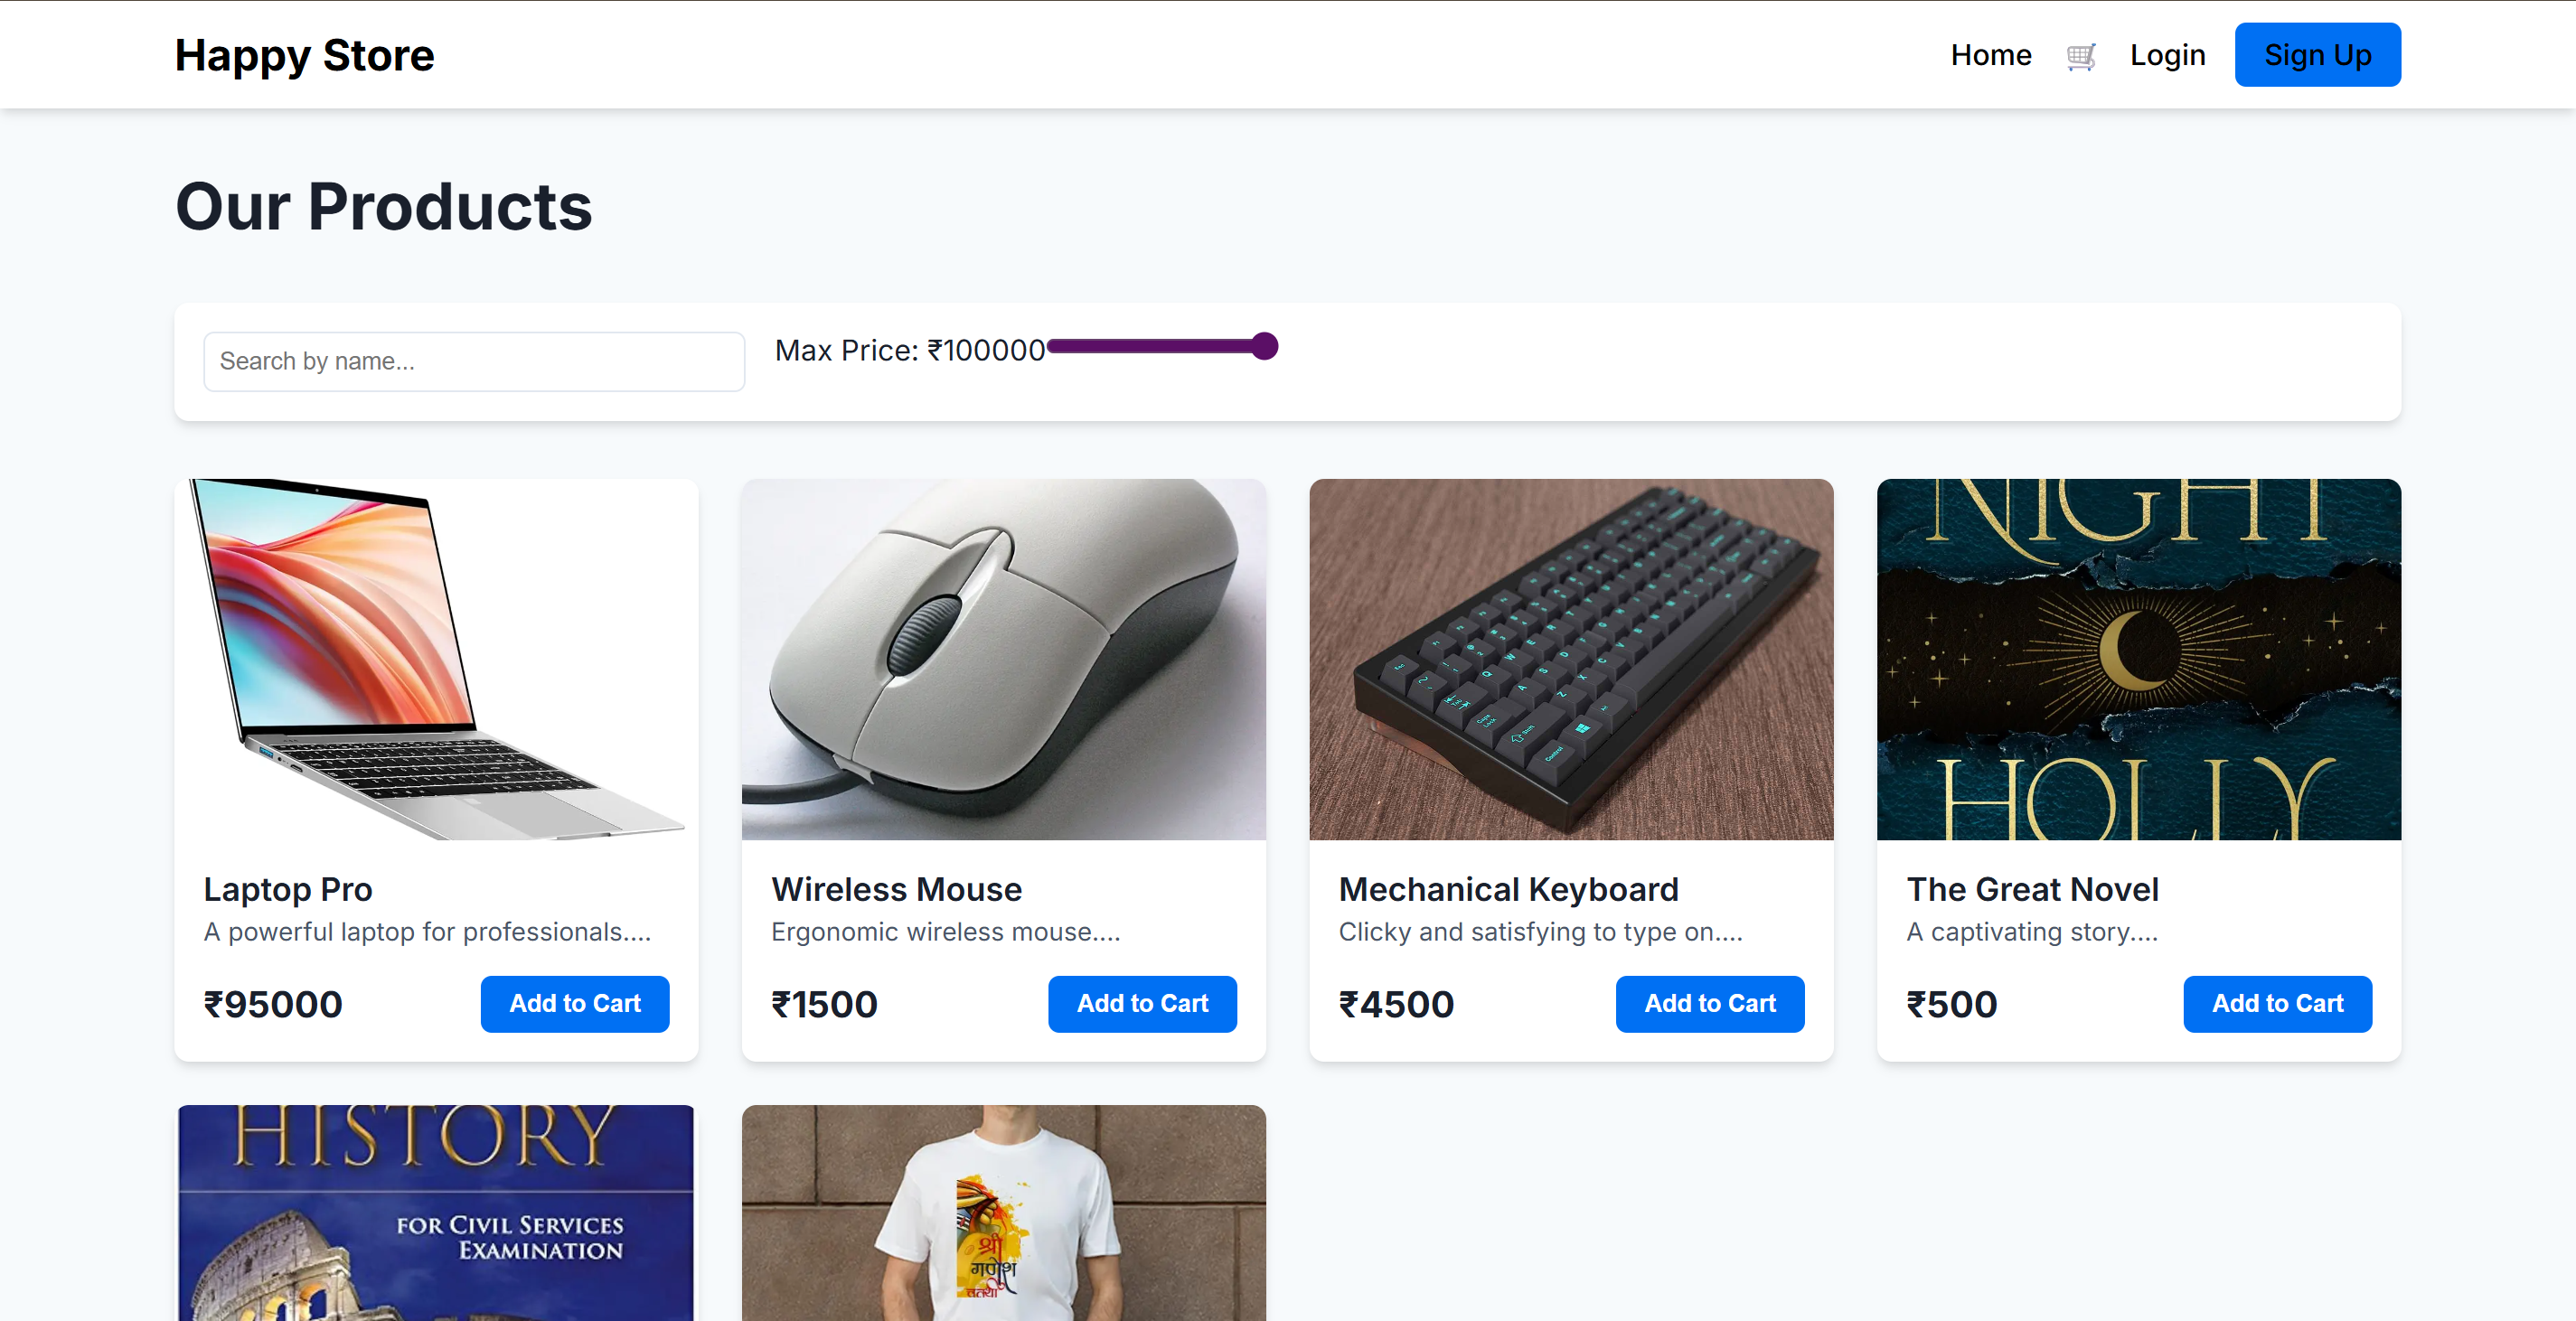 Happy Store
Home 🛒 Login Sign Up
Our Products
Search by name...
Max Price: ₹100000
NIGHT
HOLLY
Laptop Pro
A powerful laptop for professionals....
₹95000 Add to Cart
Wireless Mouse
Ergonomic wireless mouse....
₹1500 Add to Cart
Mechanical Keyboard
Clicky and satisfying to type on....
₹4500 Add to Cart
The Great Novel
A captivating story....
₹500 Add to Cart
HISTORY
FOR CIVIL SERVICES
EXAMINATION
श्री
गणेश